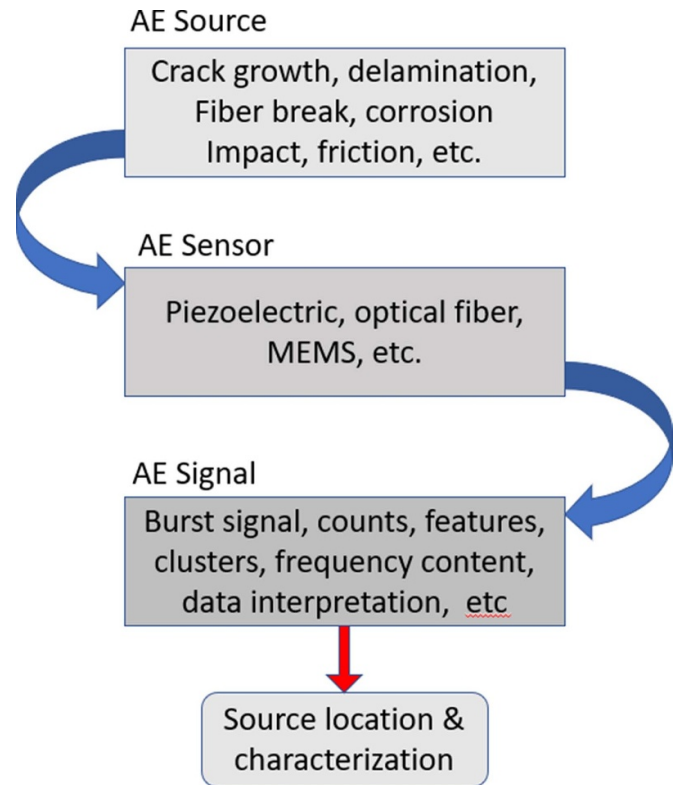 AE Source
Crack growth, delamination,
Fiber break, corrosion
Impact, friction, etc.
AE Sensor
Piezoelectric, optical fiber,
MEMS, etc.
AE Signal
Burst signal, counts, features,
clusters, frequency content,
data interpretation, etc
Source location &
characterization